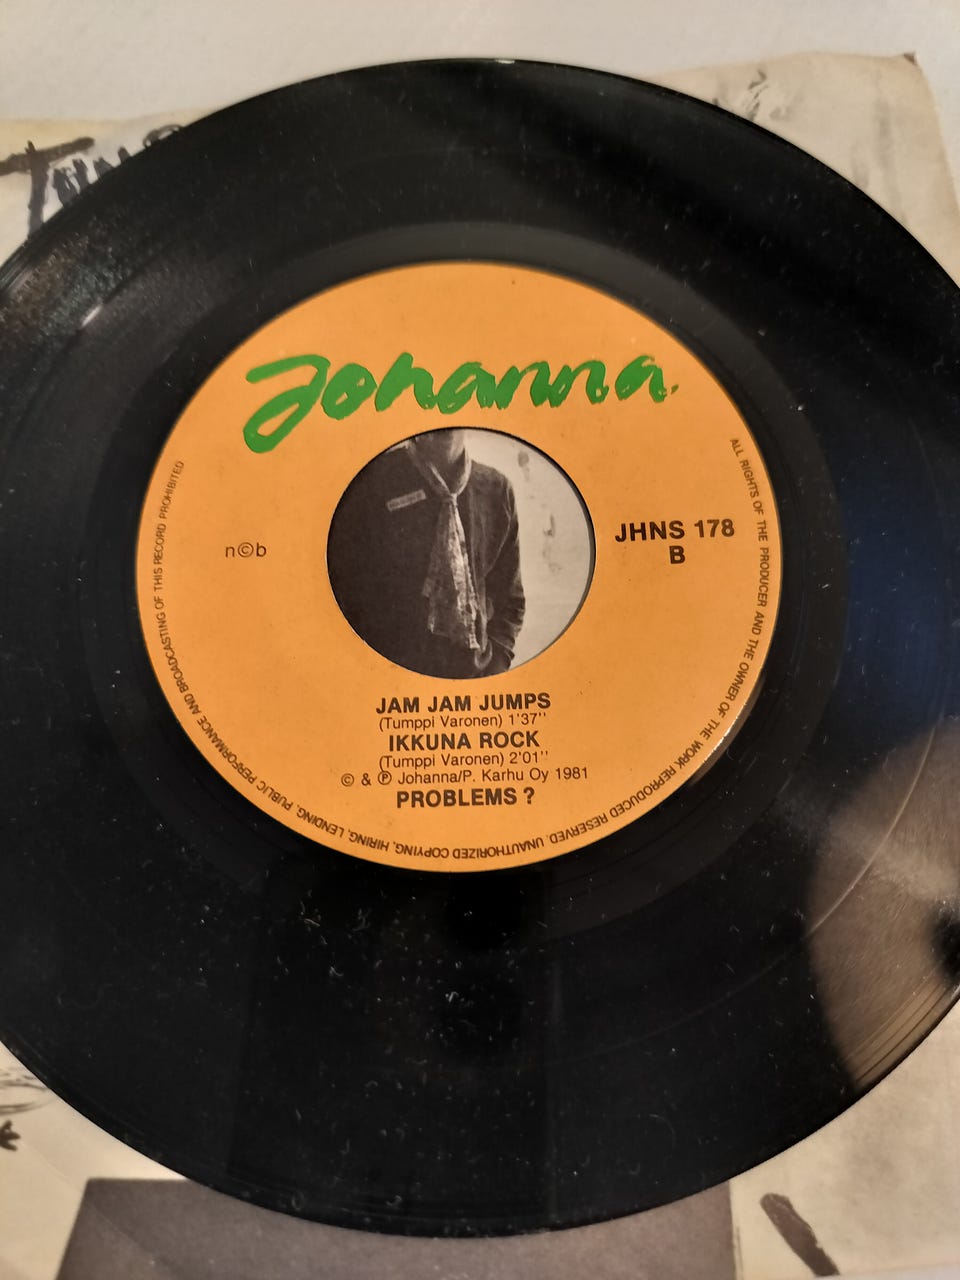 Johanna
n©b
JHNS 178
B
JAM JAM JUMPS
(Tumppi Varonen) 1'37''
IKKUNA ROCK
(Tumppi Varonen) 2'01''
© & ℗ Johanna/P. Karhu Oy 1981
PROBLEMS ?
ALL RIGHTS OF THE PRODUCER AND THE OWNER OF THE WORK REPRODUCED RESERVED. UNAUTHORIZED COPYING, HIRING, LENDING, PUBLIC PERFORMANCE AND BROADCASTING OF THIS RECORD PROHIBITED